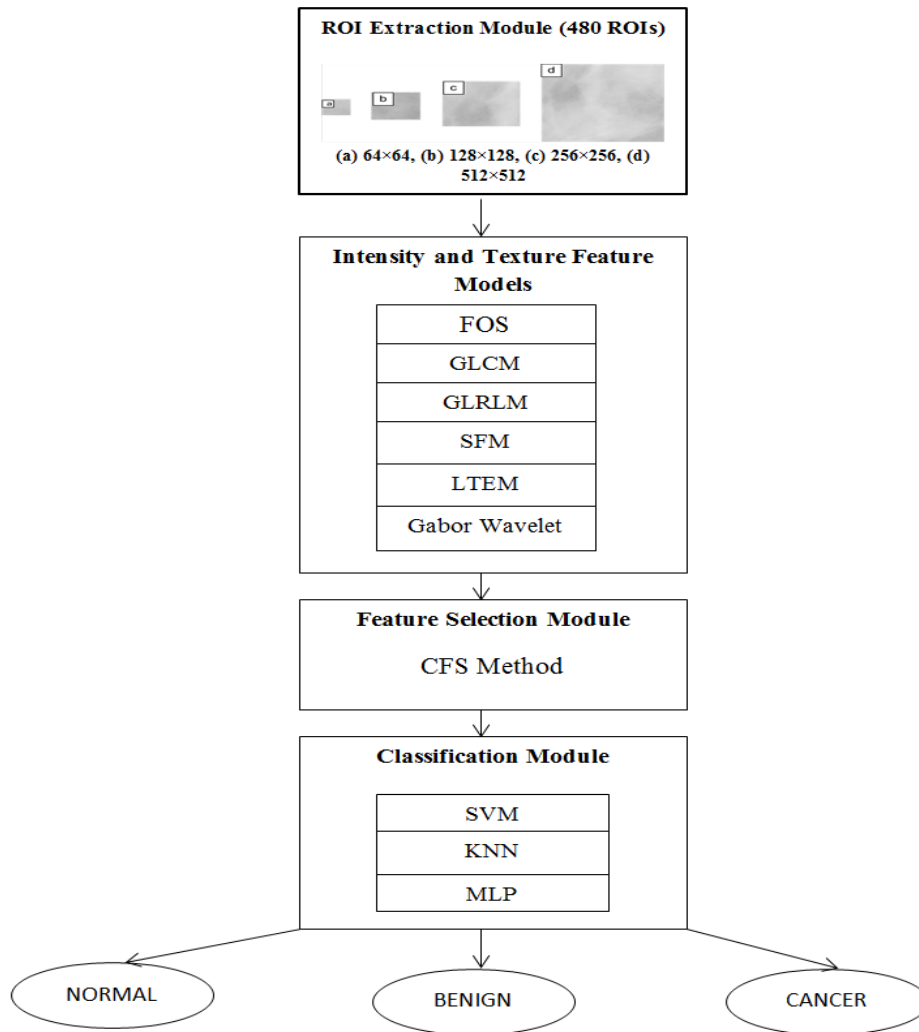 ROI Extraction Module (480 ROIs)
a
b
c
d
(a) 64×64, (b) 128×128, (c) 256×256, (d)
512×512
Intensity and Texture Feature
Models
FOS
GLCM
GLRLM
SFM
LTEM
Gabor Wavelet
Feature Selection Module
CFS Method
Classification Module
SVM
KNN
MLP
NORMAL
BENIGN
CANCER